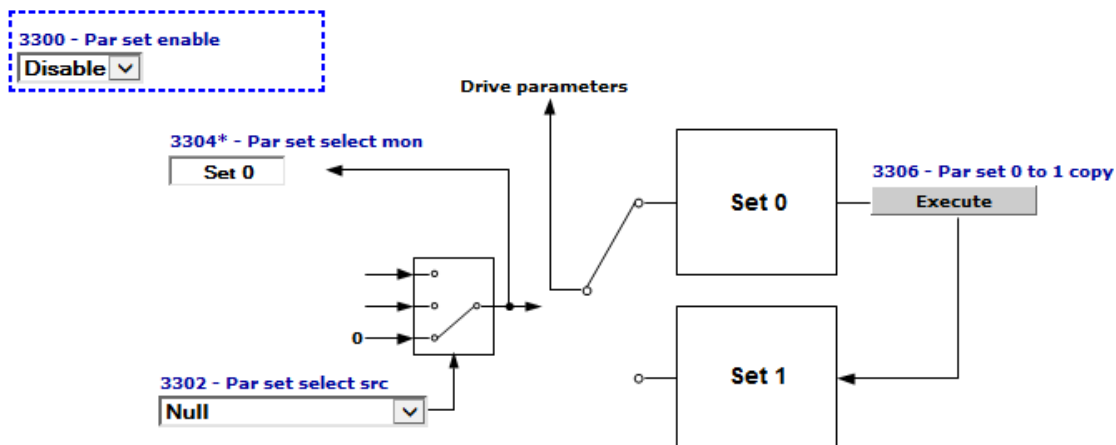 3300 - Par set enable
Disable
Drive parameters
3304* - Par set select mon
Set 0
Set 0
3306 - Par set 0 to 1 copy
Execute
0
3302 - Par set select src
Null
Set 1